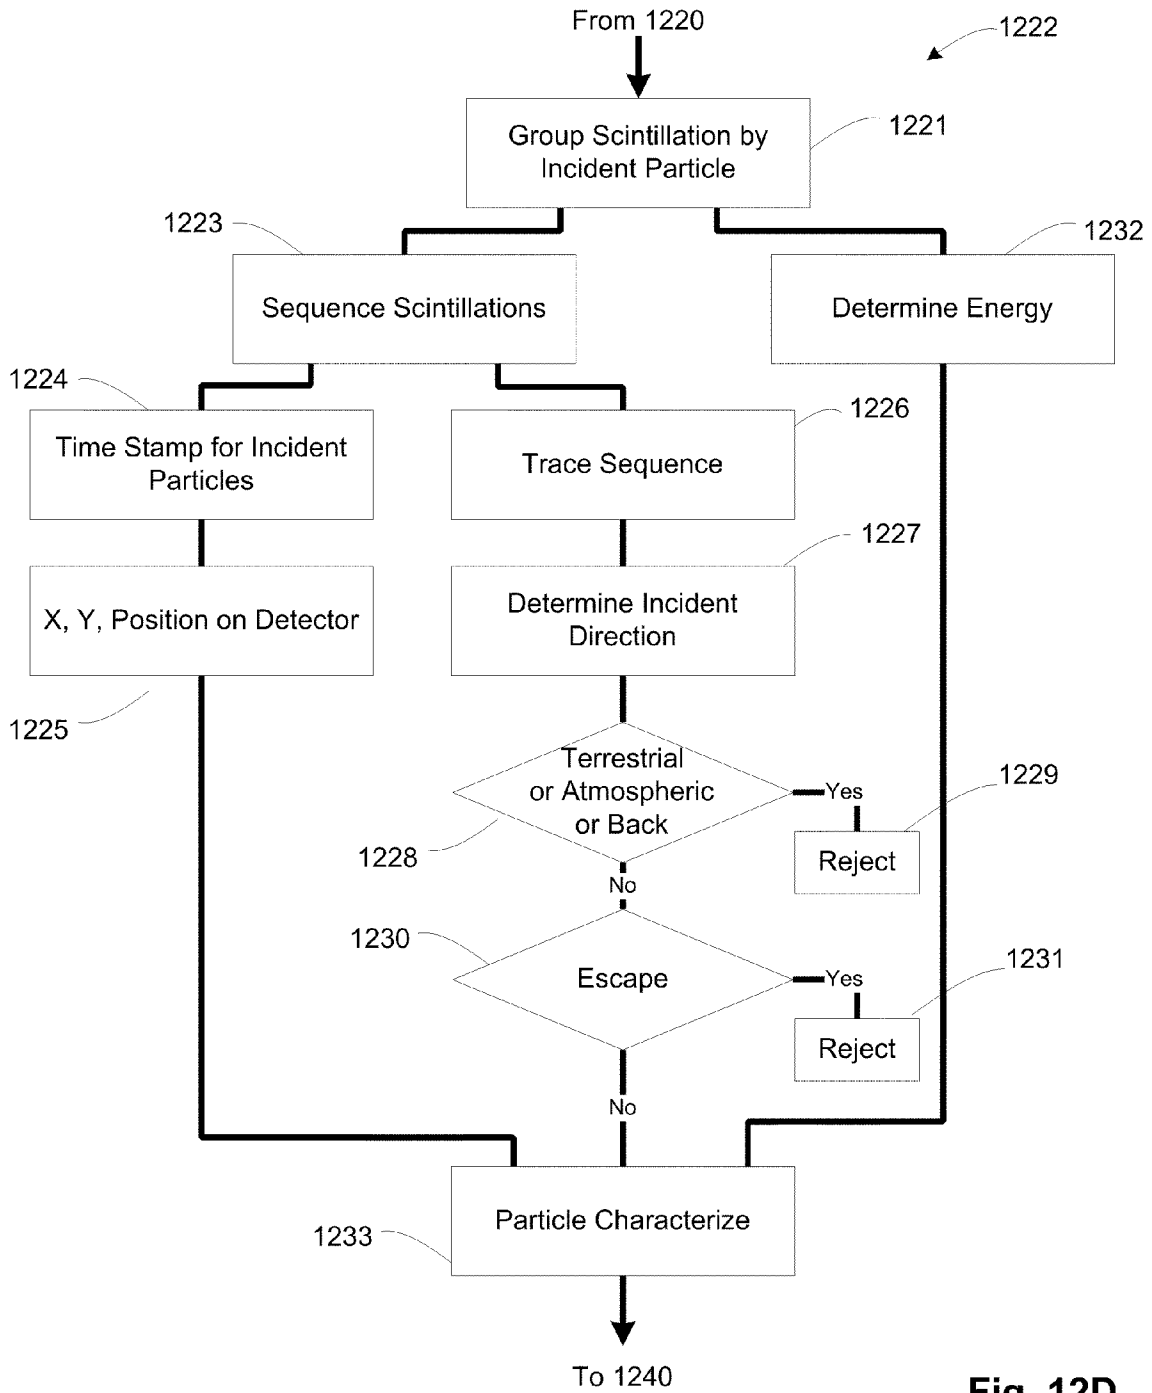 From 1220
1222
Group Scintillation by
Incident Particle
1221
1223
1232
Sequence Scintillations
Determine Energy
1224
1226
Time Stamp for Incident
Particles
Trace Sequence
1227
X, Y, Position on Detector
Determine Incident
Direction
1225
Terrestrial
or Atmospheric
or Back
Yes
1229
1228
Reject
No
1230
1231
Escape
Yes
Reject
No
Particle Characterize
1233
To 1240
Fig. 12D